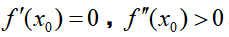 f′(x₀) = 0 , f″(x₀) > 0